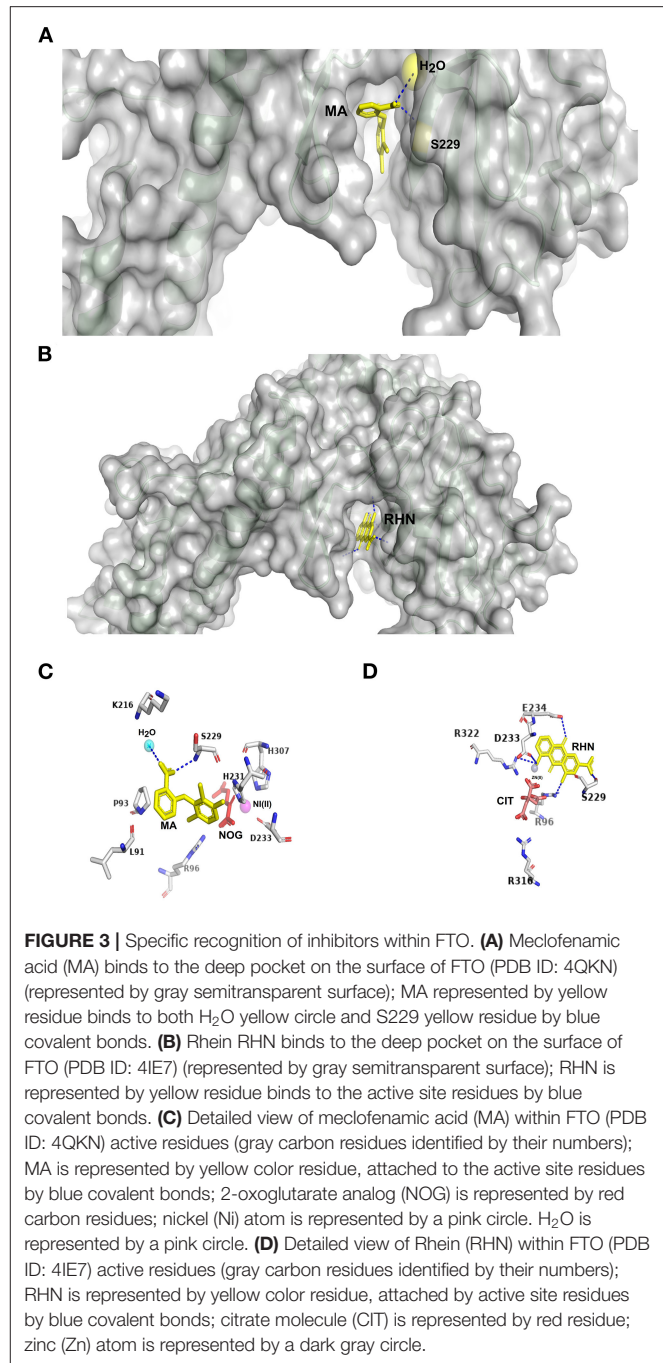 A
H₂O
MA
S229
B
RHN
C
K216
H₂O
S229
H307
H231
P93
NI(II)
MA
NOG
D233
L91
R96
D
E234
R322
D233
RHN
ZN(II)
S229
CIT
R96
R316
FIGURE 3 | Specific recognition of inhibitors within FTO. (A) Meclofenamic
acid (MA) binds to the deep pocket on the surface of FTO (PDB ID: 4QKN)
(represented by gray semitransparent surface); MA represented by yellow
residue binds to both H₂O yellow circle and S229 yellow residue by blue
covalent bonds. (B) Rhein RHN binds to the deep pocket on the surface of
FTO (PDB ID: 4IE7) (represented by gray semitransparent surface); RHN is
represented by yellow residue binds to the active site residues by blue
covalent bonds. (C) Detailed view of meclofenamic acid (MA) within FTO (PDB
ID: 4QKN) active residues (gray carbon residues identified by their numbers);
MA is represented by yellow color residue, attached to the active site residues
by blue covalent bonds; 2-oxoglutarate analog (NOG) is represented by red
carbon residues; nickel (Ni) atom is represented by a pink circle. H₂O is
represented by a pink circle. (D) Detailed view of Rhein (RHN) within FTO (PDB
ID: 4IE7) active residues (gray carbon residues identified by their numbers);
RHN is represented by yellow color residue, attached by active site residues
by blue covalent bonds; citrate molecule (CIT) is represented by red residue;
zinc (Zn) atom is represented by a dark gray circle.